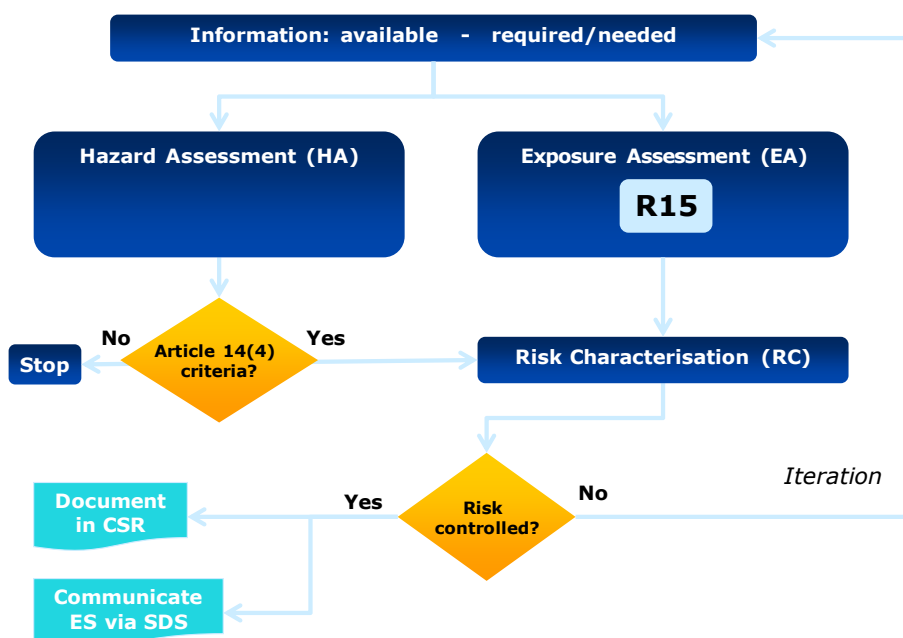 Information: available - required/needed
Hazard Assessment (HA)
Exposure Assessment (EA)
R15
No
Yes
Article 14(4)
criteria?
Stop
Risk Characterisation (RC)
Iteration
Document
in CSR
Yes
No
Risk
controlled?
Communicate
ES via SDS